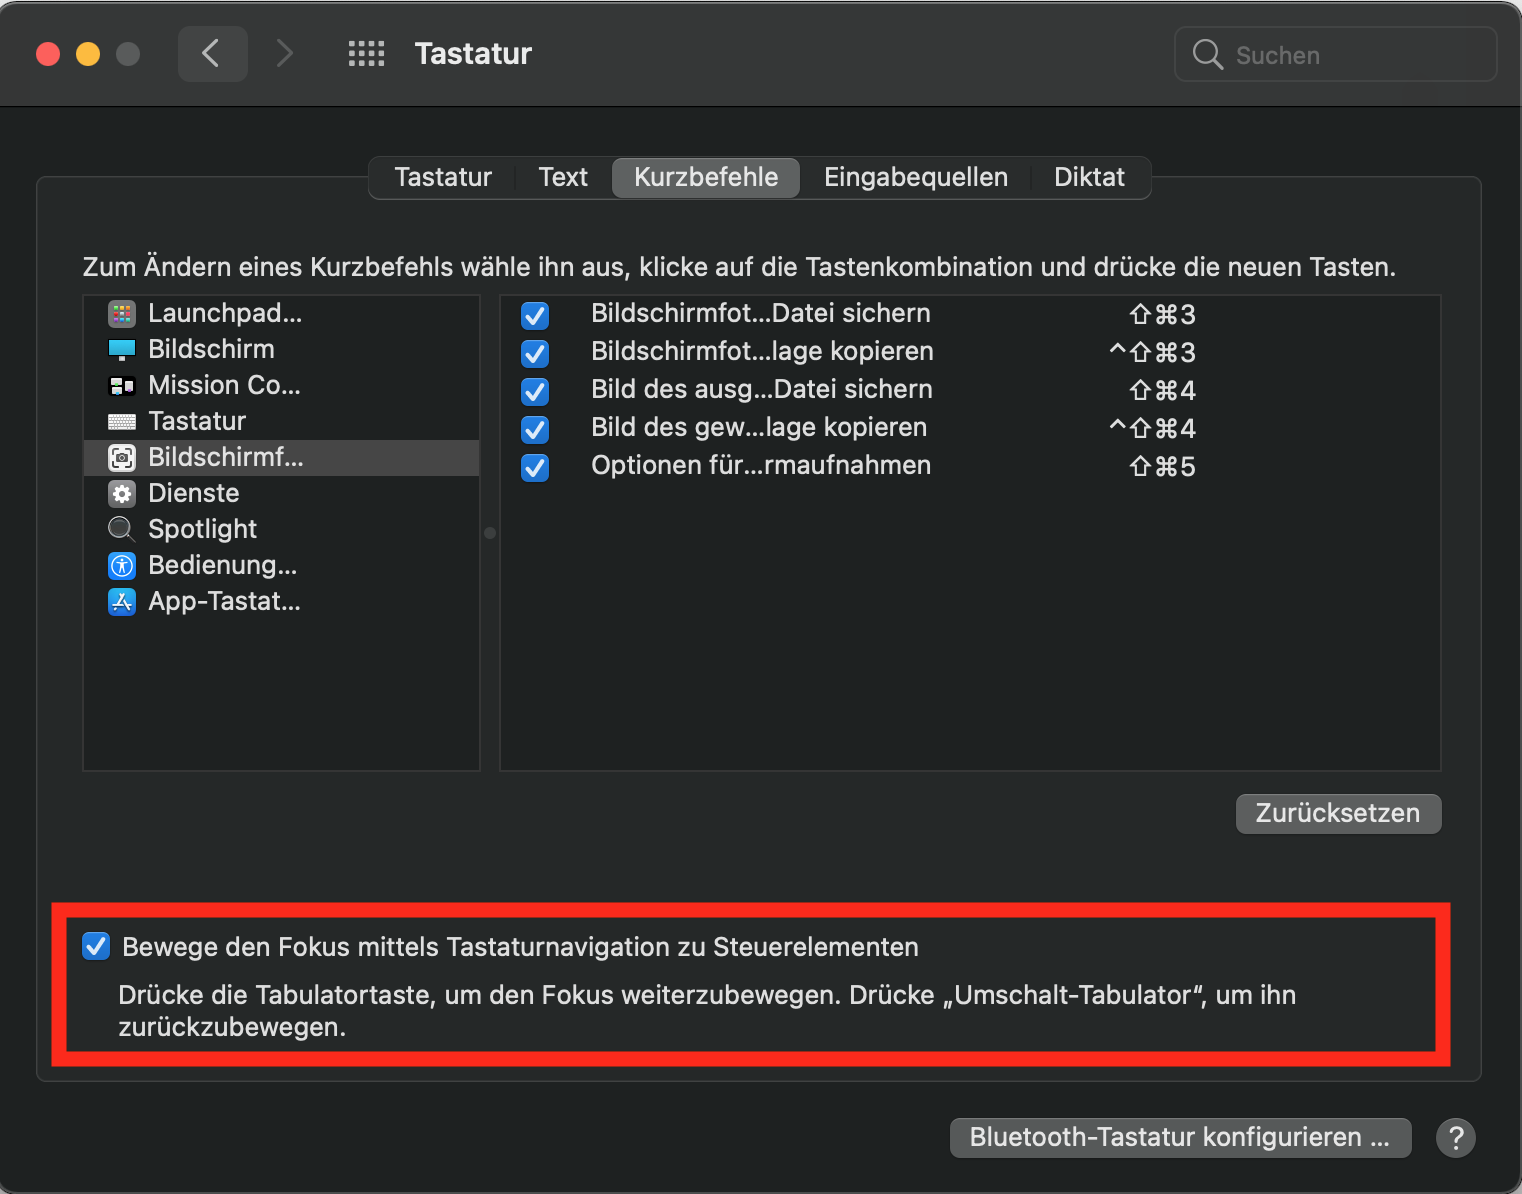 Tastatur
Suchen
Tastatur
Text
Kurzbefehle
Eingabequellen
Diktat
Zum Ändern eines Kurzbefehls wähle ihn aus, klicke auf die Tastenkombination und drücke die neuen Tasten.
Launchpad...
Bildschirm
Mission Co...
Tastatur
Bildschirmf...
Dienste
Spotlight
Bedienung...
App-Tastat...
Bildschirmfot...Datei sichern ⇧⌘3
Bildschirmfot...lage kopieren ^⇧⌘3
Bild des ausg...Datei sichern ⇧⌘4
Bild des gew...lage kopieren ^⇧⌘4
Optionen für...rmaufnahmen ⇧⌘5
Zurücksetzen
Bewege den Fokus mittels Tastaturnavigation zu Steuerelementen
Drücke die Tabulatortaste, um den Fokus weiterzubewegen. Drücke „Umschalt-Tabulator“, um ihn
zurückzubewegen.
Bluetooth-Tastatur konfigurieren ...
?